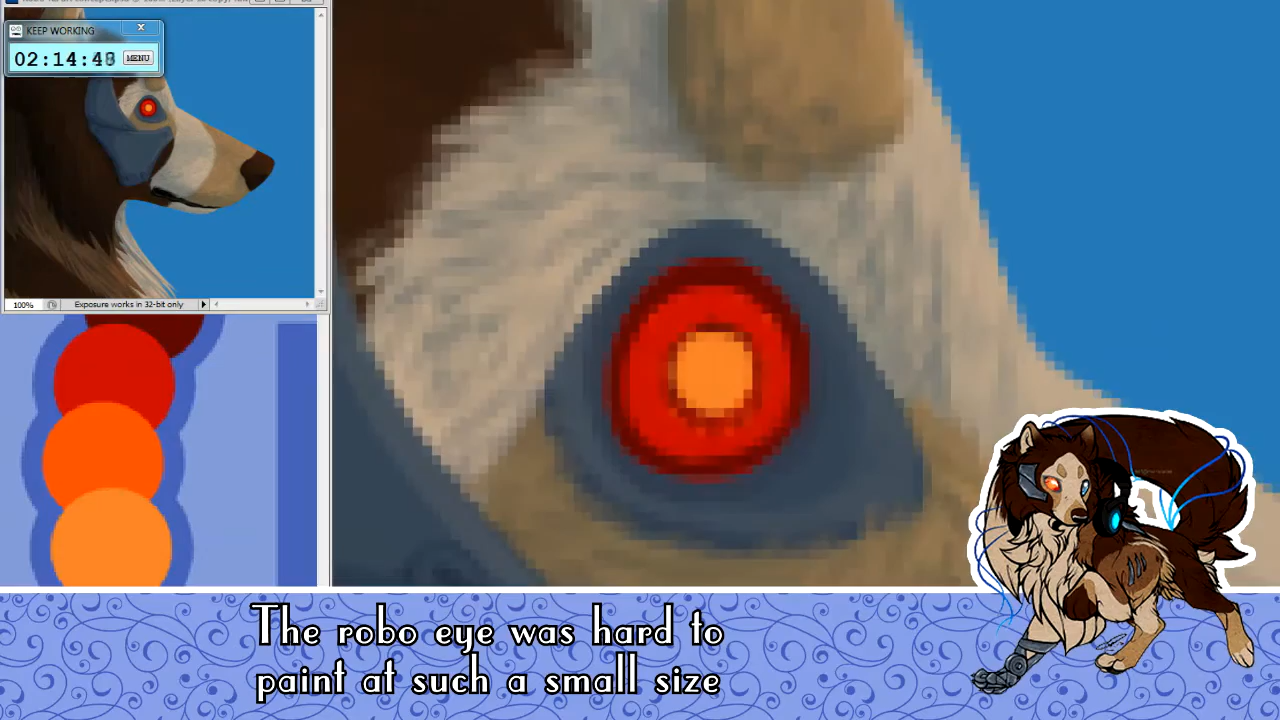 KEEP WORKING
02:14:48
MENU
100%
Exposure works in 32-bit only
The robo eye was hard to
paint at such a small size